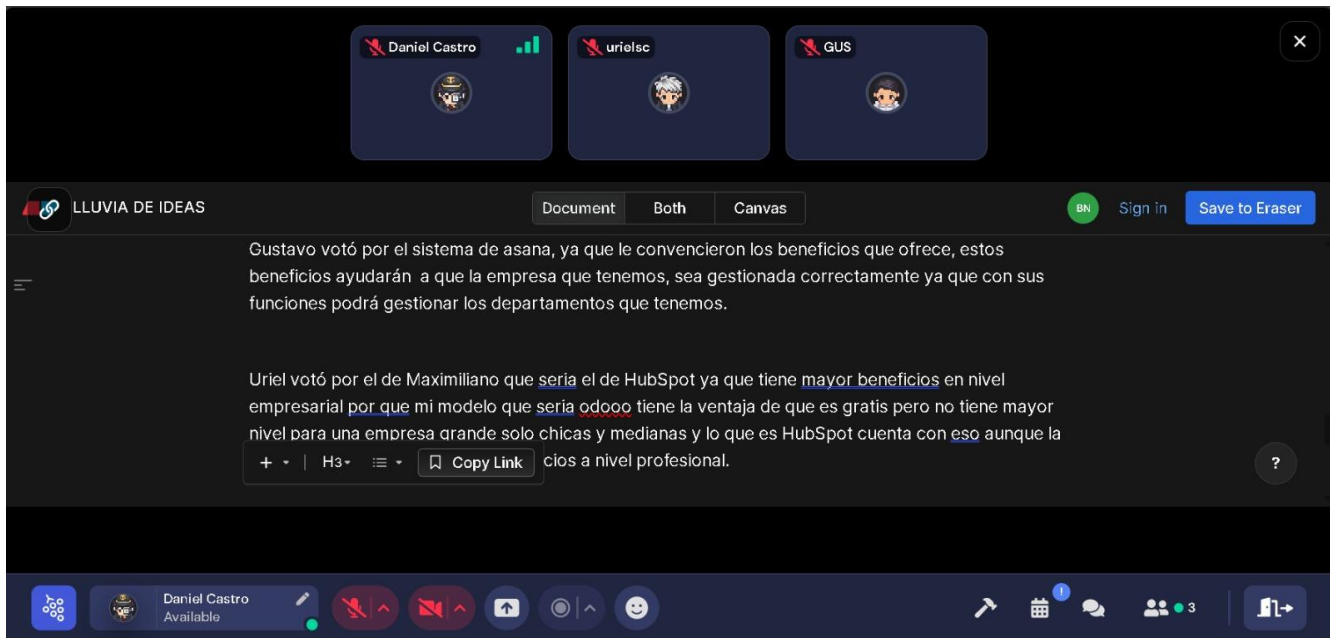 Daniel Castro
urielsc
GUS
LLUVIA DE IDEAS
Document
Both
Canvas
BN
Sign in
Save to Eraser
Gustavo votó por el sistema de asana, ya que le convencieron los beneficios que ofrece, estos
beneficios ayudarán a que la empresa que tenemos, sea gestionada correctamente ya que con sus
funciones podrá gestionar los departamentos que tenemos.
Uriel votó por el de Maximiliano que seria el de HubSpot ya que tiene mayor beneficios en nivel
empresarial por que mi modelo que seria odooo tiene la ventaja de que es gratis pero no tiene mayor
nivel para una empresa grande solo chicas y medianas y lo que es HubSpot cuenta con eso aunque la
+ | H3 Copy Link cios a nivel profesional.
?
Daniel Castro
Available
!
3